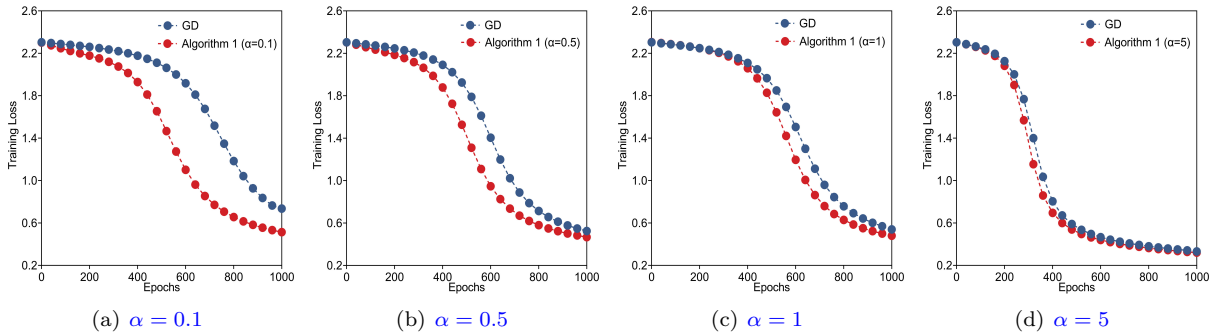 2.6
2.2
1.8
1.4
1.0
0.6
0.2
Training Loss
0 200 400 600 800 1000
Epochs
GD
Algorithm 1 (α=0.1)
(a) α = 0.1
2.6
2.2
1.8
1.4
1.0
0.6
0.2
Training Loss
0 200 400 600 800 1000
Epochs
GD
Algorithm 1 (α=0.5)
(b) α = 0.5
2.6
2.2
1.8
1.4
1.0
0.6
0.2
Training Loss
0 200 400 600 800 1000
Epochs
GD
Algorithm 1 (α=1)
(c) α = 1
2.6
2.2
1.8
1.4
1.0
0.6
0.2
Training Loss
0 200 400 600 800 1000
Epochs
GD
Algorithm 1 (α=5)
(d) α = 5